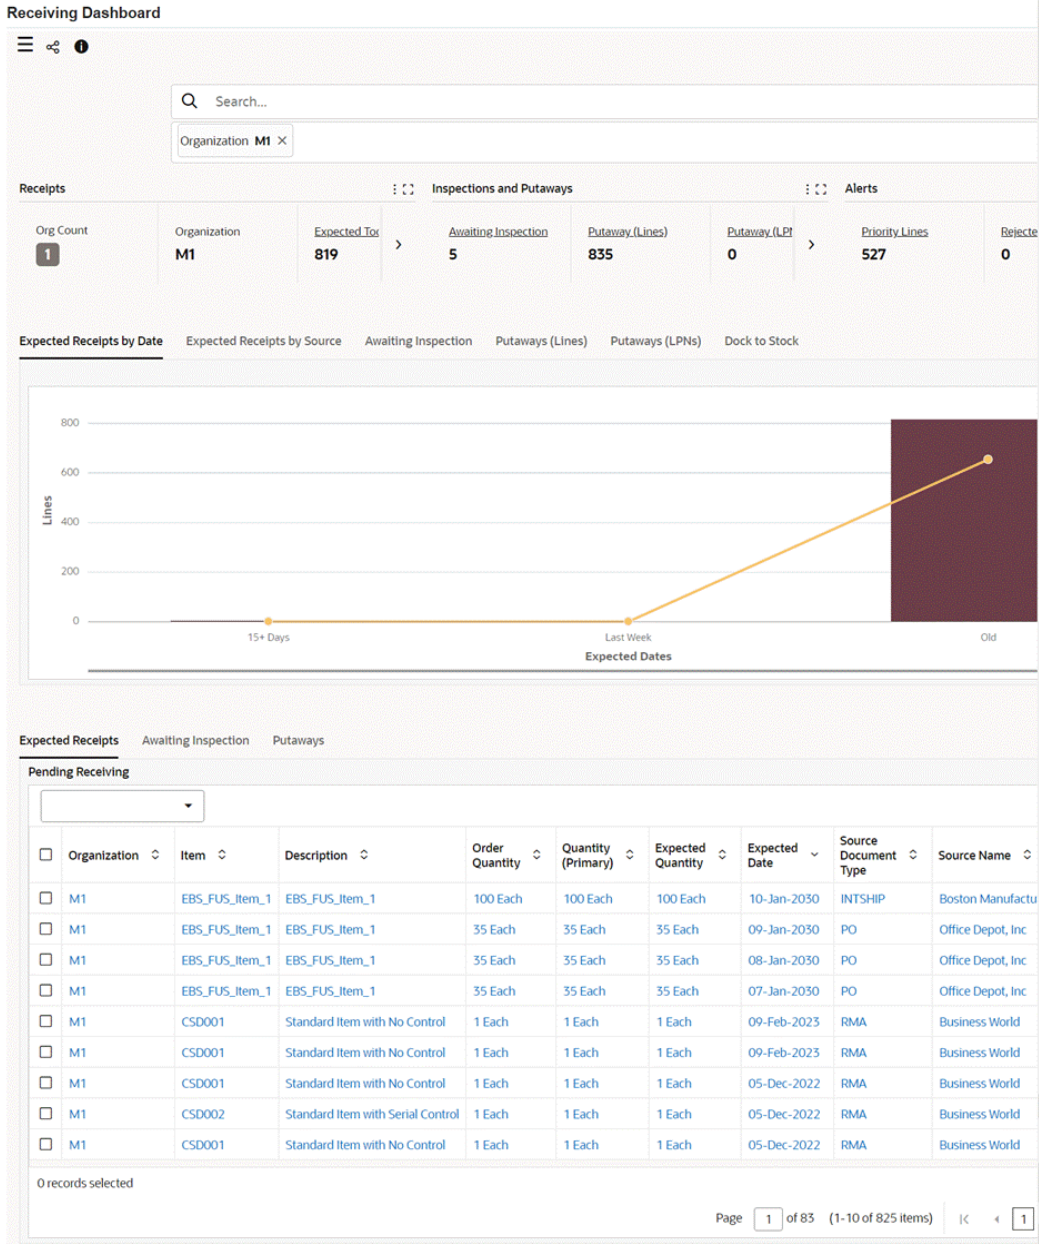 Receiving Dashboard
Search...
Organization M1
Receipts
Inspections and Putaways
Alerts
Org Count
Organization
Expected
Awaiting Inspection
Putaway (Lines)
Putaway
Priority Lines
1
M1
819
5
835
0
527
0
Expected Receipts by Date
Expected Receipts by Source
Awaiting Inspection
Putaways (Lines)
Putaways (LPNs)
Dock to Stock
800
600
400
200
0
Lines
15+ Days
Last Week
Old
Expected Dates
Expected Receipts
Awaiting Inspection
Putaways
Pending Receiving
Organization Item Description Order Quantity Quantity (Primary) Expected Quantity Expected Date Source Document Type Source Name
M1 EBS_FUS_Item_1 EBS_FUS_Item_1 100 Each 100 Each 100 Each 10-Jan-2030 INTSHIP Boston
M1 EBS_FUS_Item_1 EBS_FUS_Item_1 35 Each 35 Each 35 Each 09-Jan-2030 PO Office Depot, Inc
M1 EBS_FUS_Item_1 EBS_FUS_Item_1 35 Each 35 Each 35 Each 08-Jan-2030 PO Office Depot, Inc
M1 EBS_FUS_Item_1 EBS_FUS_Item_1 35 Each 35 Each 35 Each 07-Jan-2030 PO Office Depot, Inc
M1 CSD001 Standard Item with No Control 1 Each 1 Each 1 Each 09-Feb-2023 RMA Business World
M1 CSD001 Standard Item with No Control 1 Each 1 Each 1 Each 09-Feb-2023 RMA Business World
M1 CSD001 Standard Item with No Control 1 Each 1 Each 1 Each 05-Dec-2022 RMA Business World
M1 CSD002 Standard Item with Serial Control 1 Each 1 Each 1 Each 05-Dec-2022 RMA Business World
M1 CSD001 Standard Item with No Control 1 Each 1 Each 1 Each 05-Dec-2022 RMA Business World
0 records selected
Page 1 of 83 (1-10 of 825 items) 1